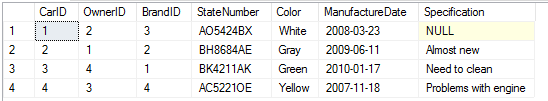 CarID OwnerID BrandID StateNumber Color ManufactureDate Specification
1 1 2 3 AO5424BX White 2008-03-23 NULL
2 2 1 2 BH8684AE Gray 2009-06-11 Almost new
3 3 4 1 BK4211AK Green 2010-01-17 Need to clean
4 4 3 4 AC5221OE Yellow 2007-11-18 Problems with engine